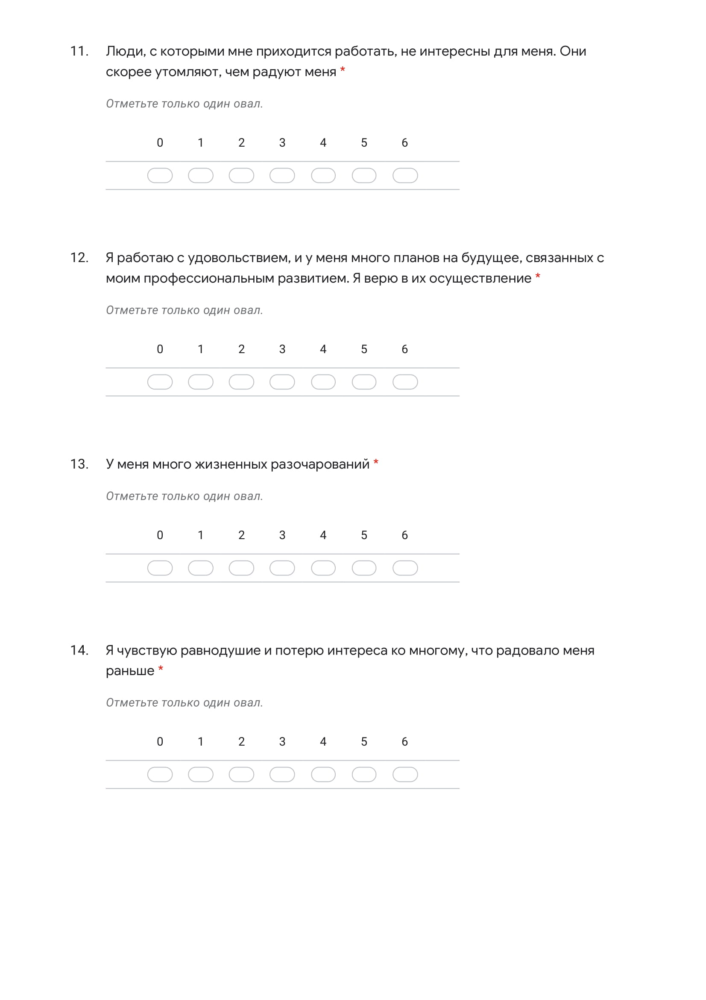 11. Люди, с которыми мне приходится работать, не интересны для меня. Они
скорее утомляют, чем радуют меня *
Отметьте только один овал.
0 1 2 3 4 5 6
12. Я работаю с удовольствием, и у меня много планов на будущее, связанных с
моим профессиональным развитием. Я верю в их осуществление *
Отметьте только один овал.
0 1 2 3 4 5 6
13. У меня много жизненных разочарований *
Отметьте только один овал.
0 1 2 3 4 5 6
14. Я чувствую равнодушие и потерю интереса ко многому, что радовало меня
раньше *
Отметьте только один овал.
0 1 2 3 4 5 6